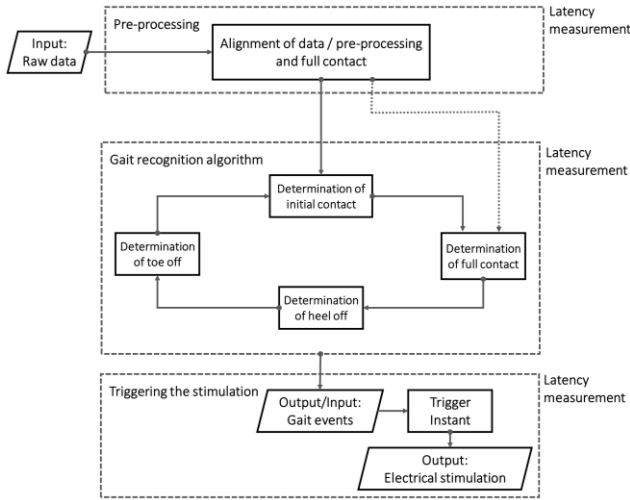 Pre-processing
Latency
measurement
Input:
Raw data
Alignment of data / pre-processing
and full contact
Gait recognition algorithm
Latency
measurement
Determination of
initial contact
Determination
of toe off
Determination
of full contact
Determination
of heel off
Triggering the stimulation
Latency
measurement
Output/Input:
Gait events
Trigger
Instant
Output:
Electrical stimulation